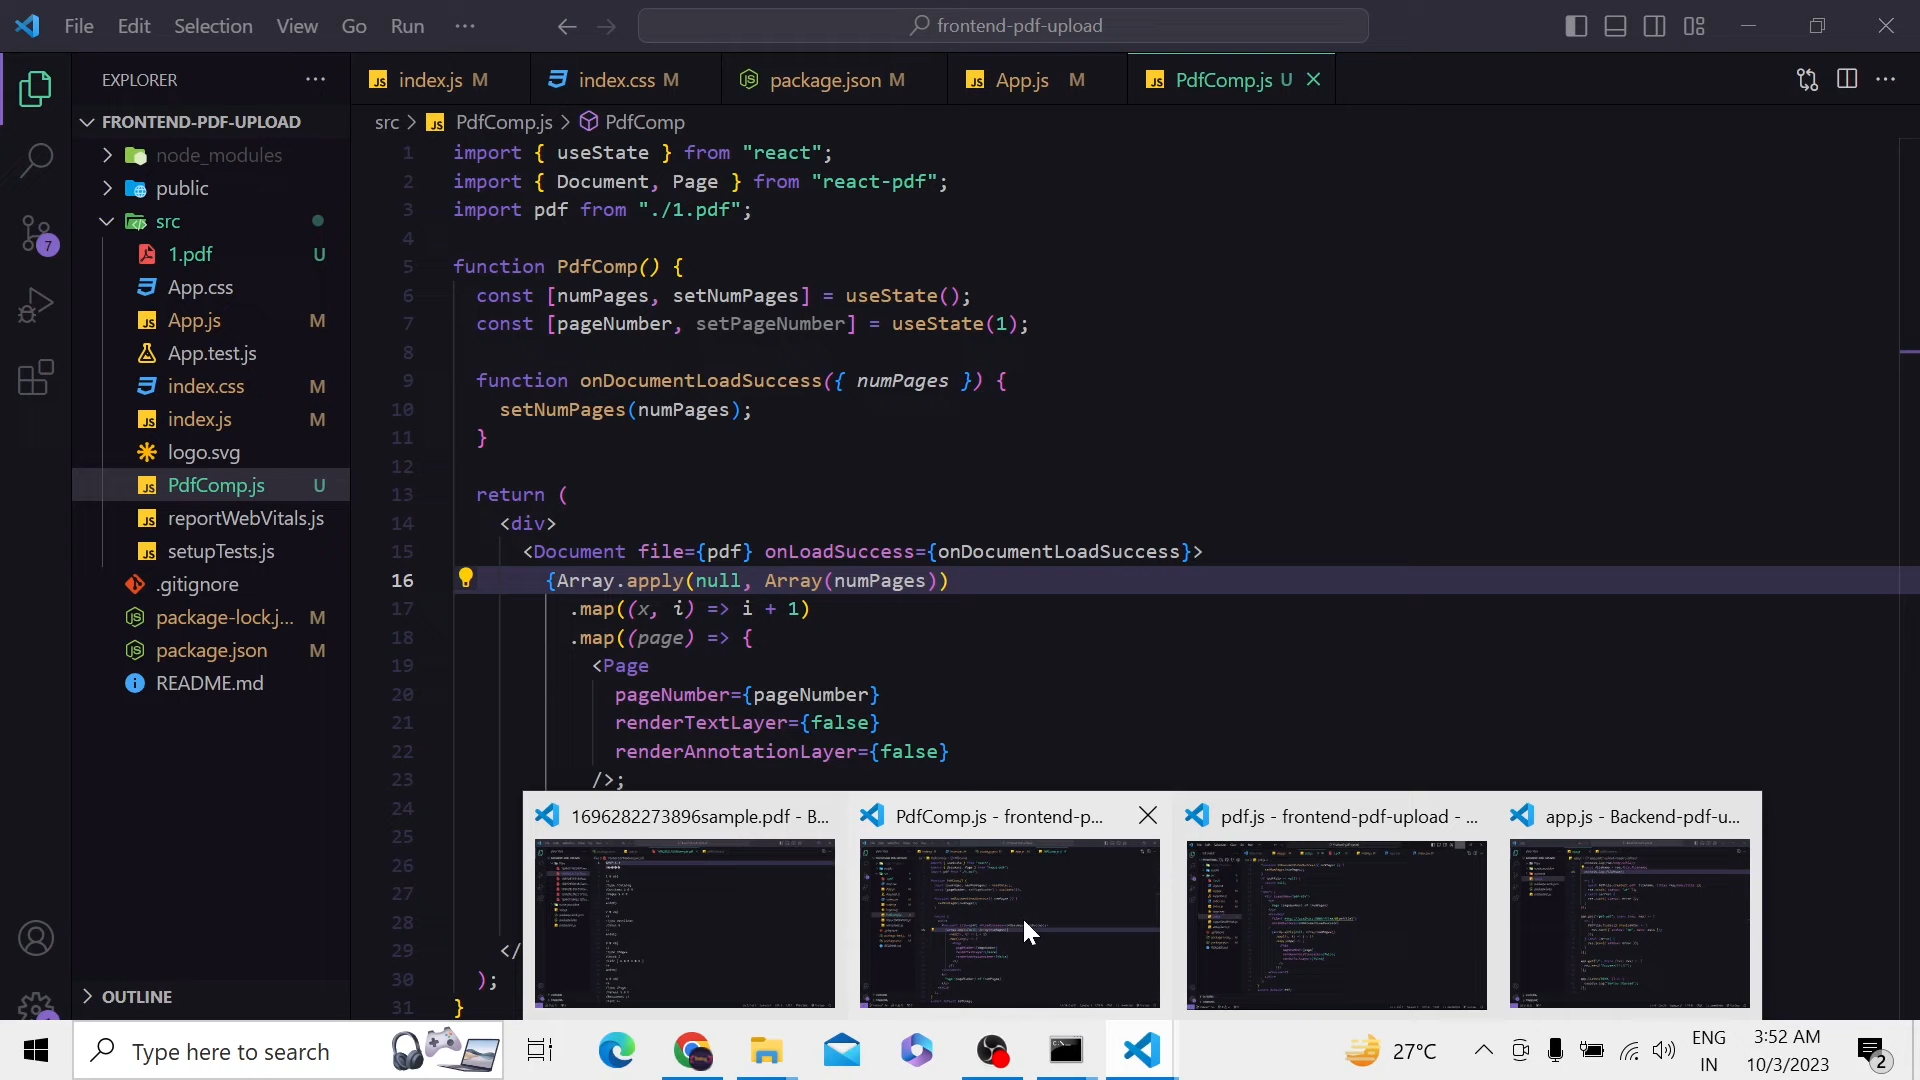 File Edit Selection View Go Run ··· frontend-pdf-upload
EXPLORER ···
index.js M index.css M package.json M App.js M PdfComp.js U
FRONTEND-PDF-UPLOAD
src > PdfComp.js > PdfComp
node_modules
public
src
1.pdf U
App.css
App.js M
App.test.js
index.css M
index.js M
logo.svg
PdfComp.js U
reportWebVitals.js
setupTests.js
.gitignore
package-lock.j... M
package.json M
README.md
OUTLINE
7
1 import { useState } from "react";
2 import { Document, Page } from "react-pdf";
3 import pdf from "./1.pdf";
4
5 function PdfComp() {
6 const [numPages, setNumPages] = useState();
7 const [pageNumber, setPageNumber] = useState(1);
8
9 function onDocumentLoadSuccess({ numPages }) {
10 setNumPages(numPages);
11 }
12
13 return (
14 <div>
15 <Document file={pdf} onLoadSuccess={onDocumentLoadSuccess}>
16 {Array.apply(null, Array(numPages))
17 .map((x, i) => i + 1)
18 .map((page) => {
19 <Page
20 pageNumber={pageNumber}
21 renderTextLayer={false}
22 renderAnnotationLayer={false}
23 />;
24
25
26
27
28
29 </
30 );
31 }
1696282273896sample.pdf - B...
PdfComp.js - frontend-p...
pdf.js - frontend-pdf-upload - ...
app.js - Backend-pdf-u...
Type here to search
27°C
ENG
IN
3:52 AM
10/3/2023
2